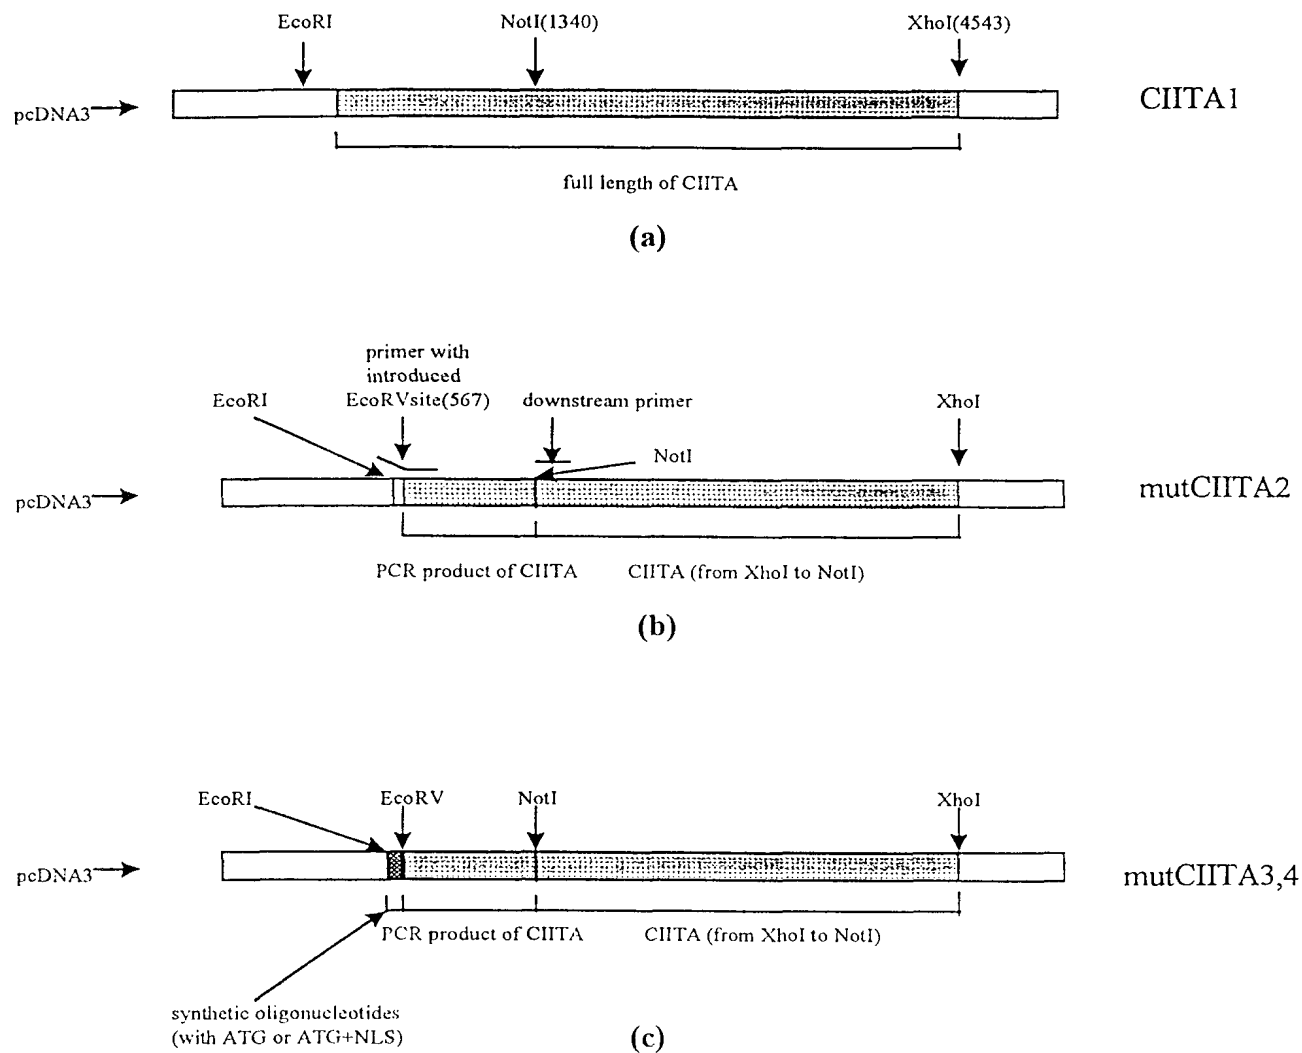 EcoRI
NotI(1340)
XhoI(4543)
pcDNA3
CIITA1
full length of CIITA
(a)
primer with
introduced
EcoRVsite(567)
EcoRI
downstream primer
XhoI
NotI
pcDNA3
mutCIITA2
PCR product of CIITA
CIITA (from XhoI to NotI)
(b)
EcoRI
EcoRV
NotI
XhoI
pcDNA3
mutCIITA3,4
PCR product of CIITA
CIITA (from XhoI to NotI)
synthetic oligonucleotides
(with ATG or ATG+NLS)
(c)